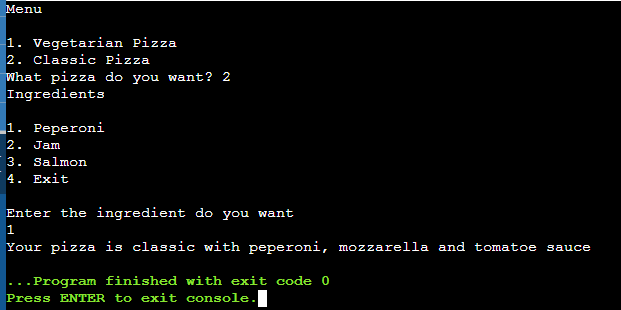 Menu
1. Vegetarian Pizza
2. Classic Pizza
What pizza do you want? 2
Ingredients
1. Peperoni
2. Jam
3. Salmon
4. Exit
Enter the ingredient do you want
1
Your pizza is classic with peperoni, mozzarella and tomatoe sauce
...Program finished with exit code 0
Press ENTER to exit console.